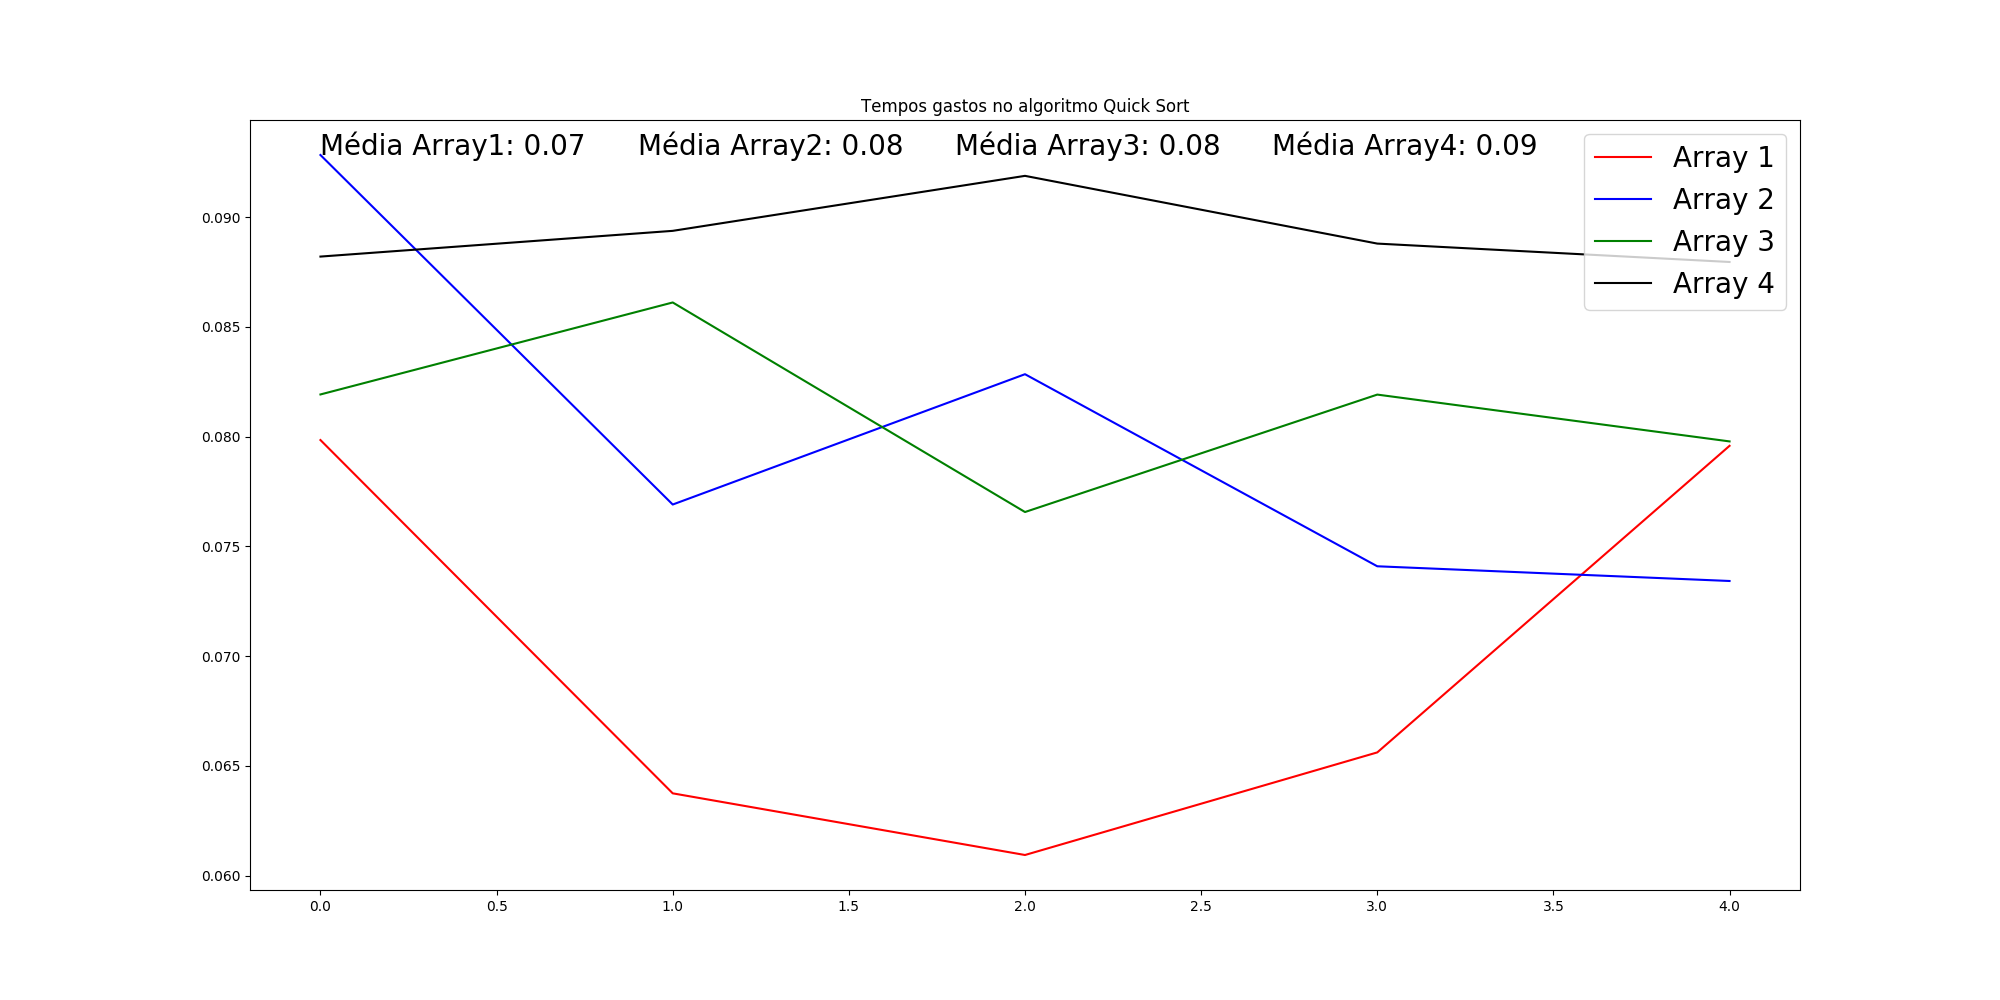 Tempos gastos no algoritmo Quick Sort
Média Array1: 0.07 Média Array2: 0.08 Média Array3: 0.08 Média Array4: 0.09
Array 1
Array 2
Array 3
Array 4
0.090
0.085
0.080
0.075
0.070
0.065
0.060
0.0 0.5 1.0 1.5 2.0 2.5 3.0 3.5 4.0